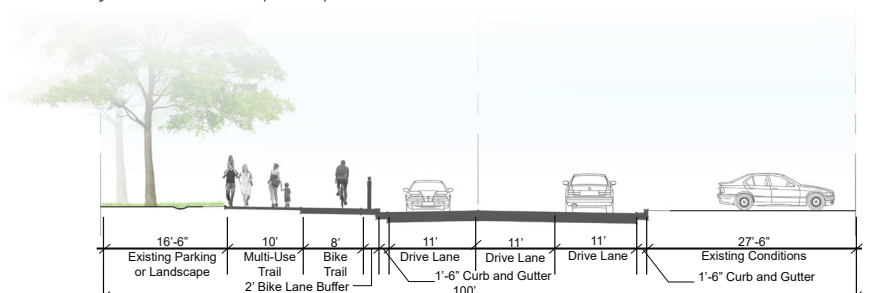 16'-6"
Existing Parking
or Landscape
10'
Multi-Use
Trail
8'
Bike
Trail
2' Bike Lane Buffer
11'
Drive Lane
1'-6" Curb and Gutter
11'
Drive Lane
11'
Drive Lane
27'-6"
Existing Conditions
1'-6" Curb and Gutter
100'